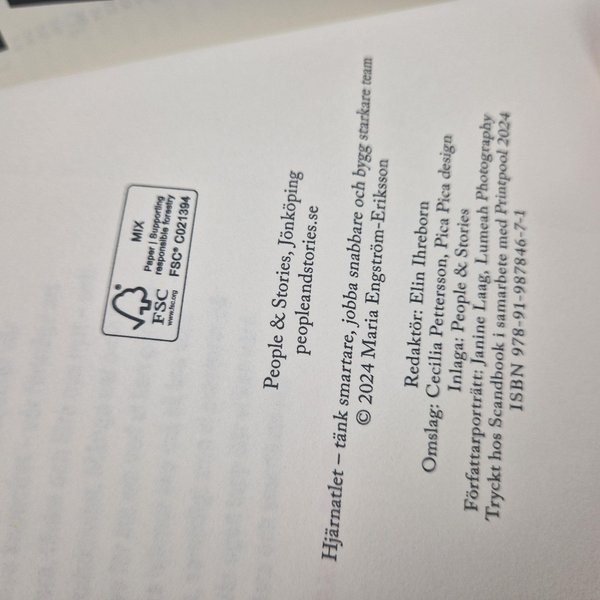 MIX
Paper | Supporting
responsible forestry
FSC
www.fsc.org
FSC® C021394
People & Stories, Jönköping
peopleandstories.se
Hjärnatlet – tänk smartare, jobba snabbare och bygg starkare team
© 2024 Maria Engström-Eriksson
Redaktör: Elin Ihreborn
Omslag: Cecilia Pettersson, Pica Pica design
Inlaga: People & Stories
Författarporträtt: Janine Laag, Lumeah Photography
Tryckt hos Scandbook i samarbete med Printpool 2024
ISBN 978-91-987846-7-1